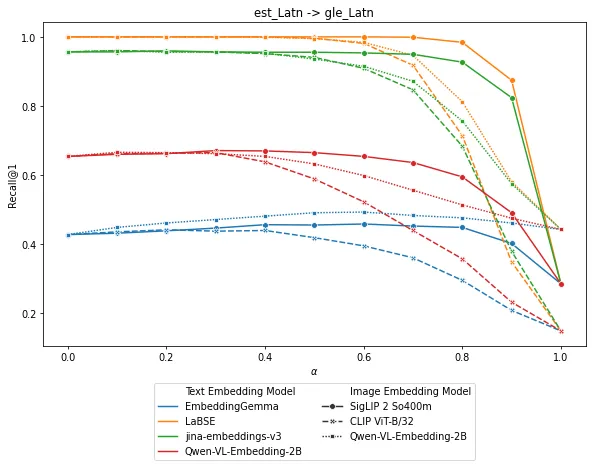 est_Latn -> gle_Latn
Recall@1
1.0
0.8
0.6
0.4
0.2
0.0 0.2 0.4 0.6 0.8 1.0
α
Text Embedding Model
EmbeddingGemma
LaBSE
jina-embeddings-v3
Qwen-VL-Embedding-2B
Image Embedding Model
SigLIP 2 So400m
CLIP ViT-B/32
Qwen-VL-Embedding-2B